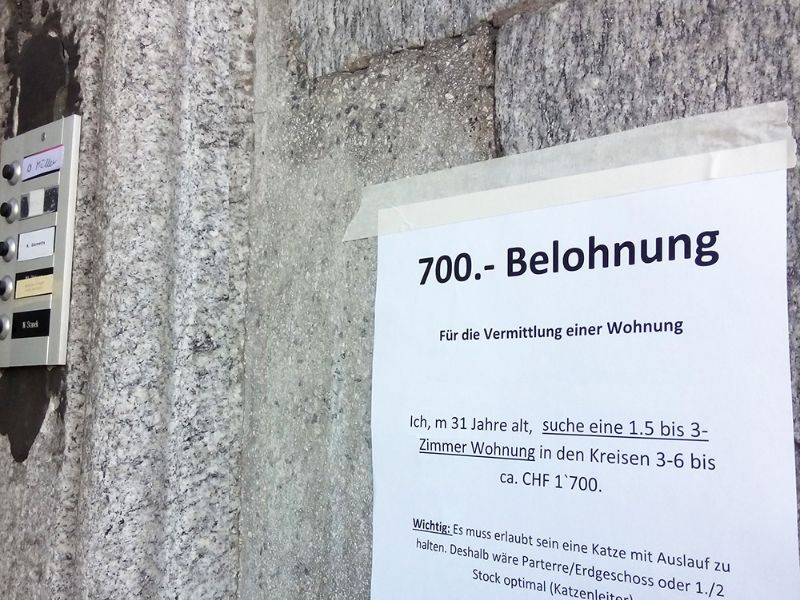 O. Müller
700.- Belohnung
Für die Vermittlung einer Wohnung
Ich, m 31 Jahre alt, suche eine 1.5 bis 3-
Zimmer Wohnung in den Kreisen 3-6 bis
ca. CHF 1`700.
Wichtig: Es muss erlaubt sein eine Katze mit Auslauf zu
halten. Deshalb wäre Parterre/Erdgeschoss oder 1./2
Stock optimal (Katzenleiter)